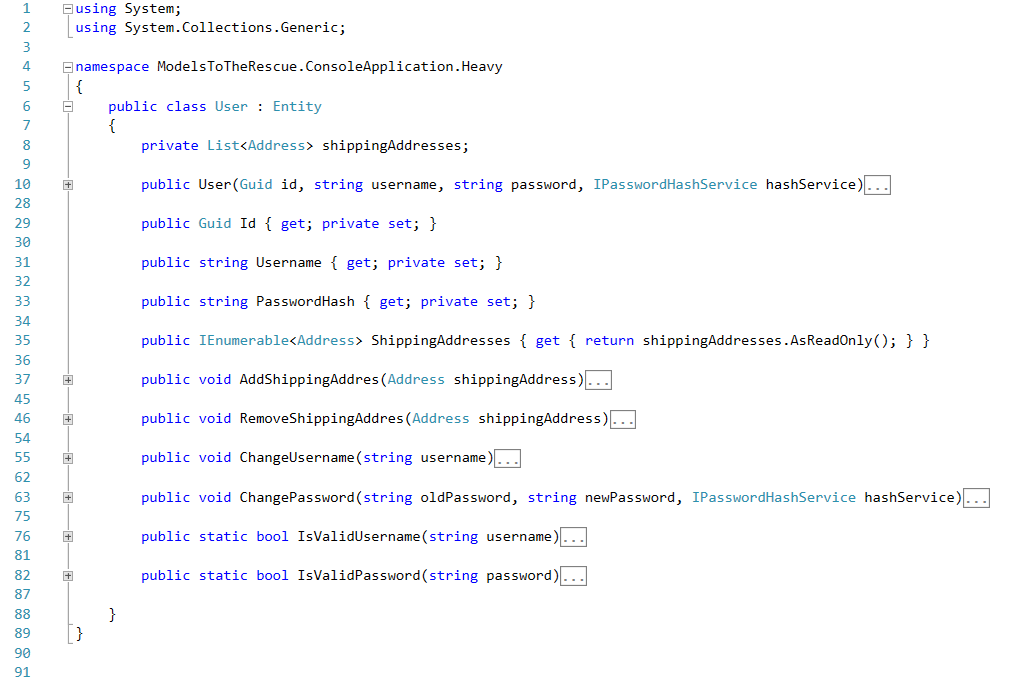 1 using System;
2 using System.Collections.Generic;
3
4 namespace ModelsToTheRescue.ConsoleApplication.Heavy
5 {
6 public class User : Entity
7 {
8 private List<Address> shippingAddresses;
9
10 public User(Guid id, string username, string password, IPasswordHashService hashService)...
28
29 public Guid Id { get; private set; }
30
31 public string Username { get; private set; }
32
33 public string PasswordHash { get; private set; }
34
35 public IEnumerable<Address> ShippingAddresses { get { return shippingAddresses.AsReadOnly(); } }
36
37 public void AddShippingAddres(Address shippingAddress)...
45
46 public void RemoveShippingAddres(Address shippingAddress)...
54
55 public void ChangeUsername(string username)...
62
63 public void ChangePassword(string oldPassword, string newPassword, IPasswordHashService hashService)...
75
76 public static bool IsValidUsername(string username)...
81
82 public static bool IsValidPassword(string password)...
87
88 }
89 }
90
91